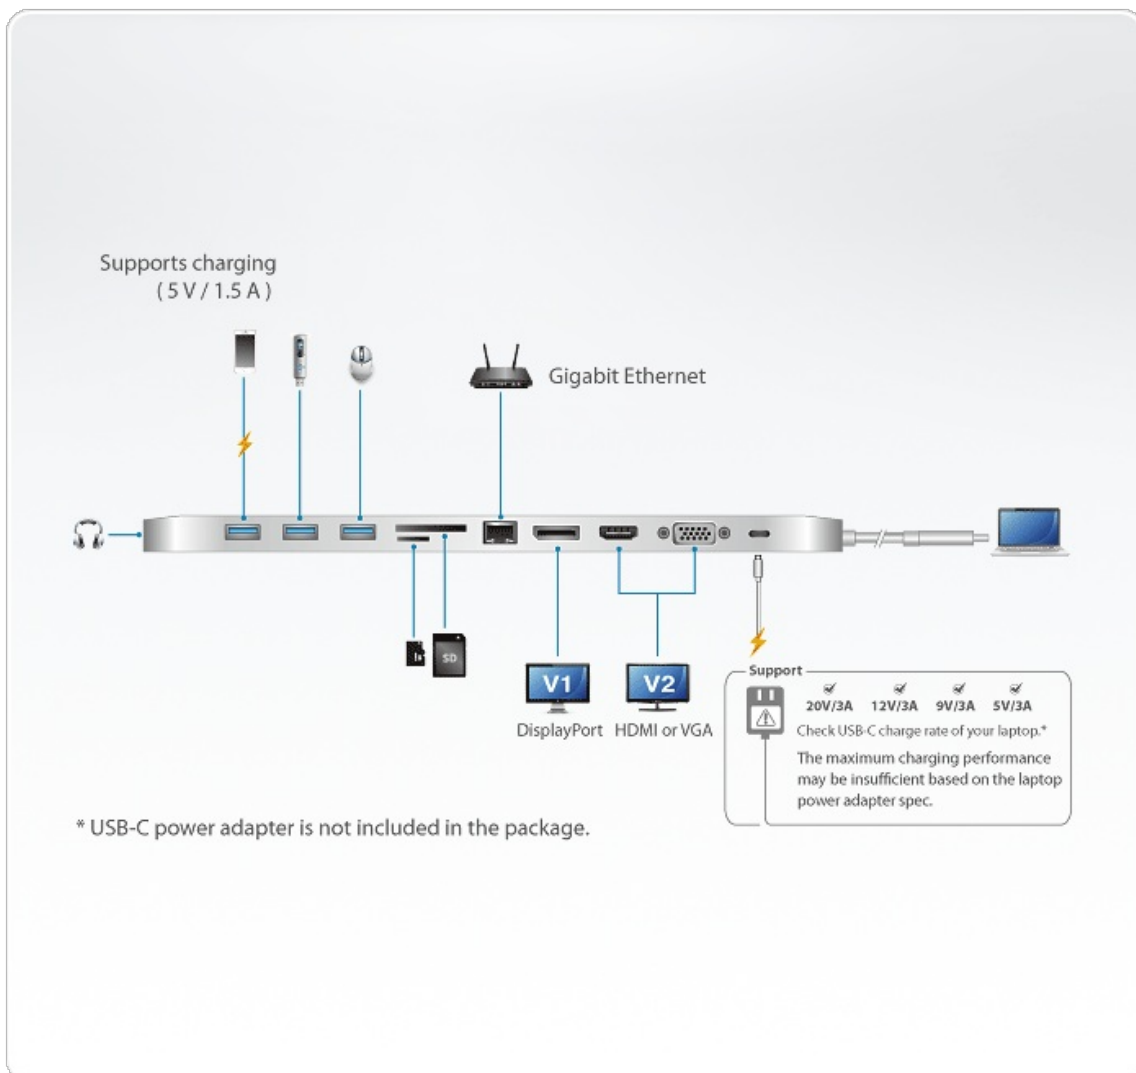 Supports charging
( 5 V / 1.5 A )
Gigabit Ethernet
SD
V1
V2
DisplayPort
HDMI or VGA
Support
20V/3A 12V/3A 9V/3A 5V/3A
Check USB-C charge rate of your laptop.*
The maximum charging performance
may be insufficient based on the laptop
power adapter spec.
* USB-C power adapter is not included in the package.